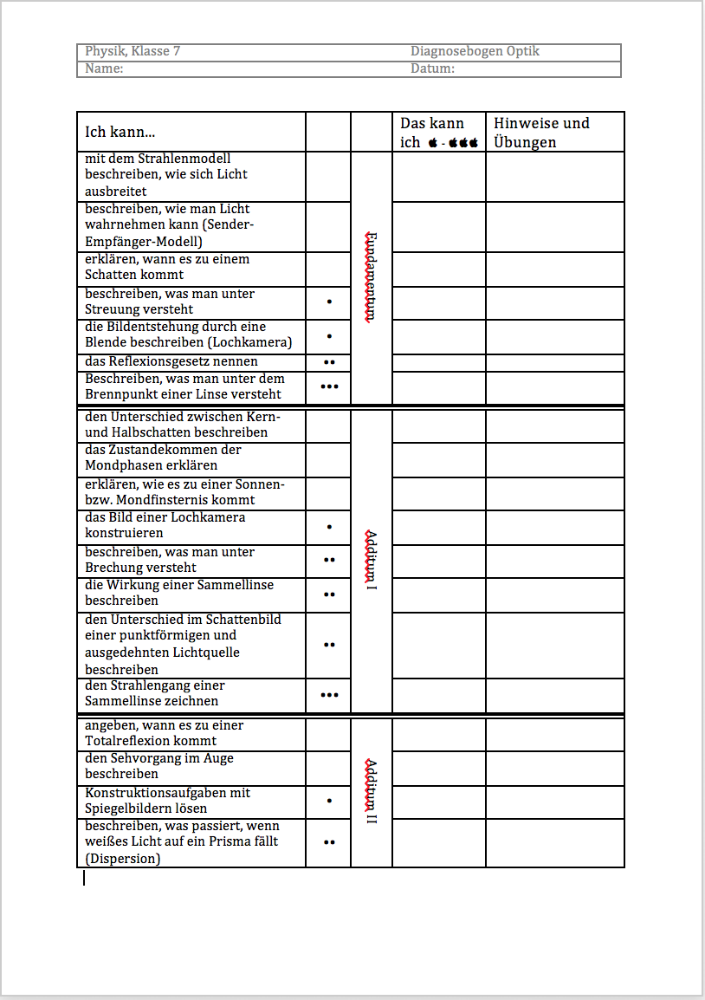 Physik, Klasse 7 Diagnosebogen Optik
Name: Datum:
Ich kann...
Das kann
ich  - 
Hinweise und
Übungen
mit dem Strahlenmodell
beschreiben, wie sich Licht
ausbreitet
beschreiben, wie man Licht
wahrnehmen kann (Sender-
Empfänger-Modell)
erklären, wann es zu einem
Schatten kommt
beschreiben, was man unter
Streuung versteht
•
die Bildentstehung durch eine
Blende beschreiben (Lochkamera)
•
das Reflexionsgesetz nennen ••
Beschreiben, was man unter dem
Brennpunkt einer Linse versteht
•••
Fundamentum
den Unterschied zwischen Kern-
und Halbschatten beschreiben
das Zustandekommen der
Mondphasen erklären
erklären, wie es zu einer Sonnen-
bzw. Mondfinsternis kommt
das Bild einer Lochkamera
konstruieren
•
beschreiben, was man unter
Brechung versteht
••
die Wirkung einer Sammellinse
beschreiben
••
den Unterschied im Schattenbild
einer punktförmigen und
ausgedehnten Lichtquelle
beschreiben
••
den Strahlengang einer
Sammellinse zeichnen
•••
Additum I
angeben, wann es zu einer
Totalreflexion kommt
den Sehvorgang im Auge
beschreiben
Konstruktionsaufgaben mit
Spiegelbildern lösen
•
beschreiben, was passiert, wenn
weißes Licht auf ein Prisma fällt
(Dispersion)
••
Additum II